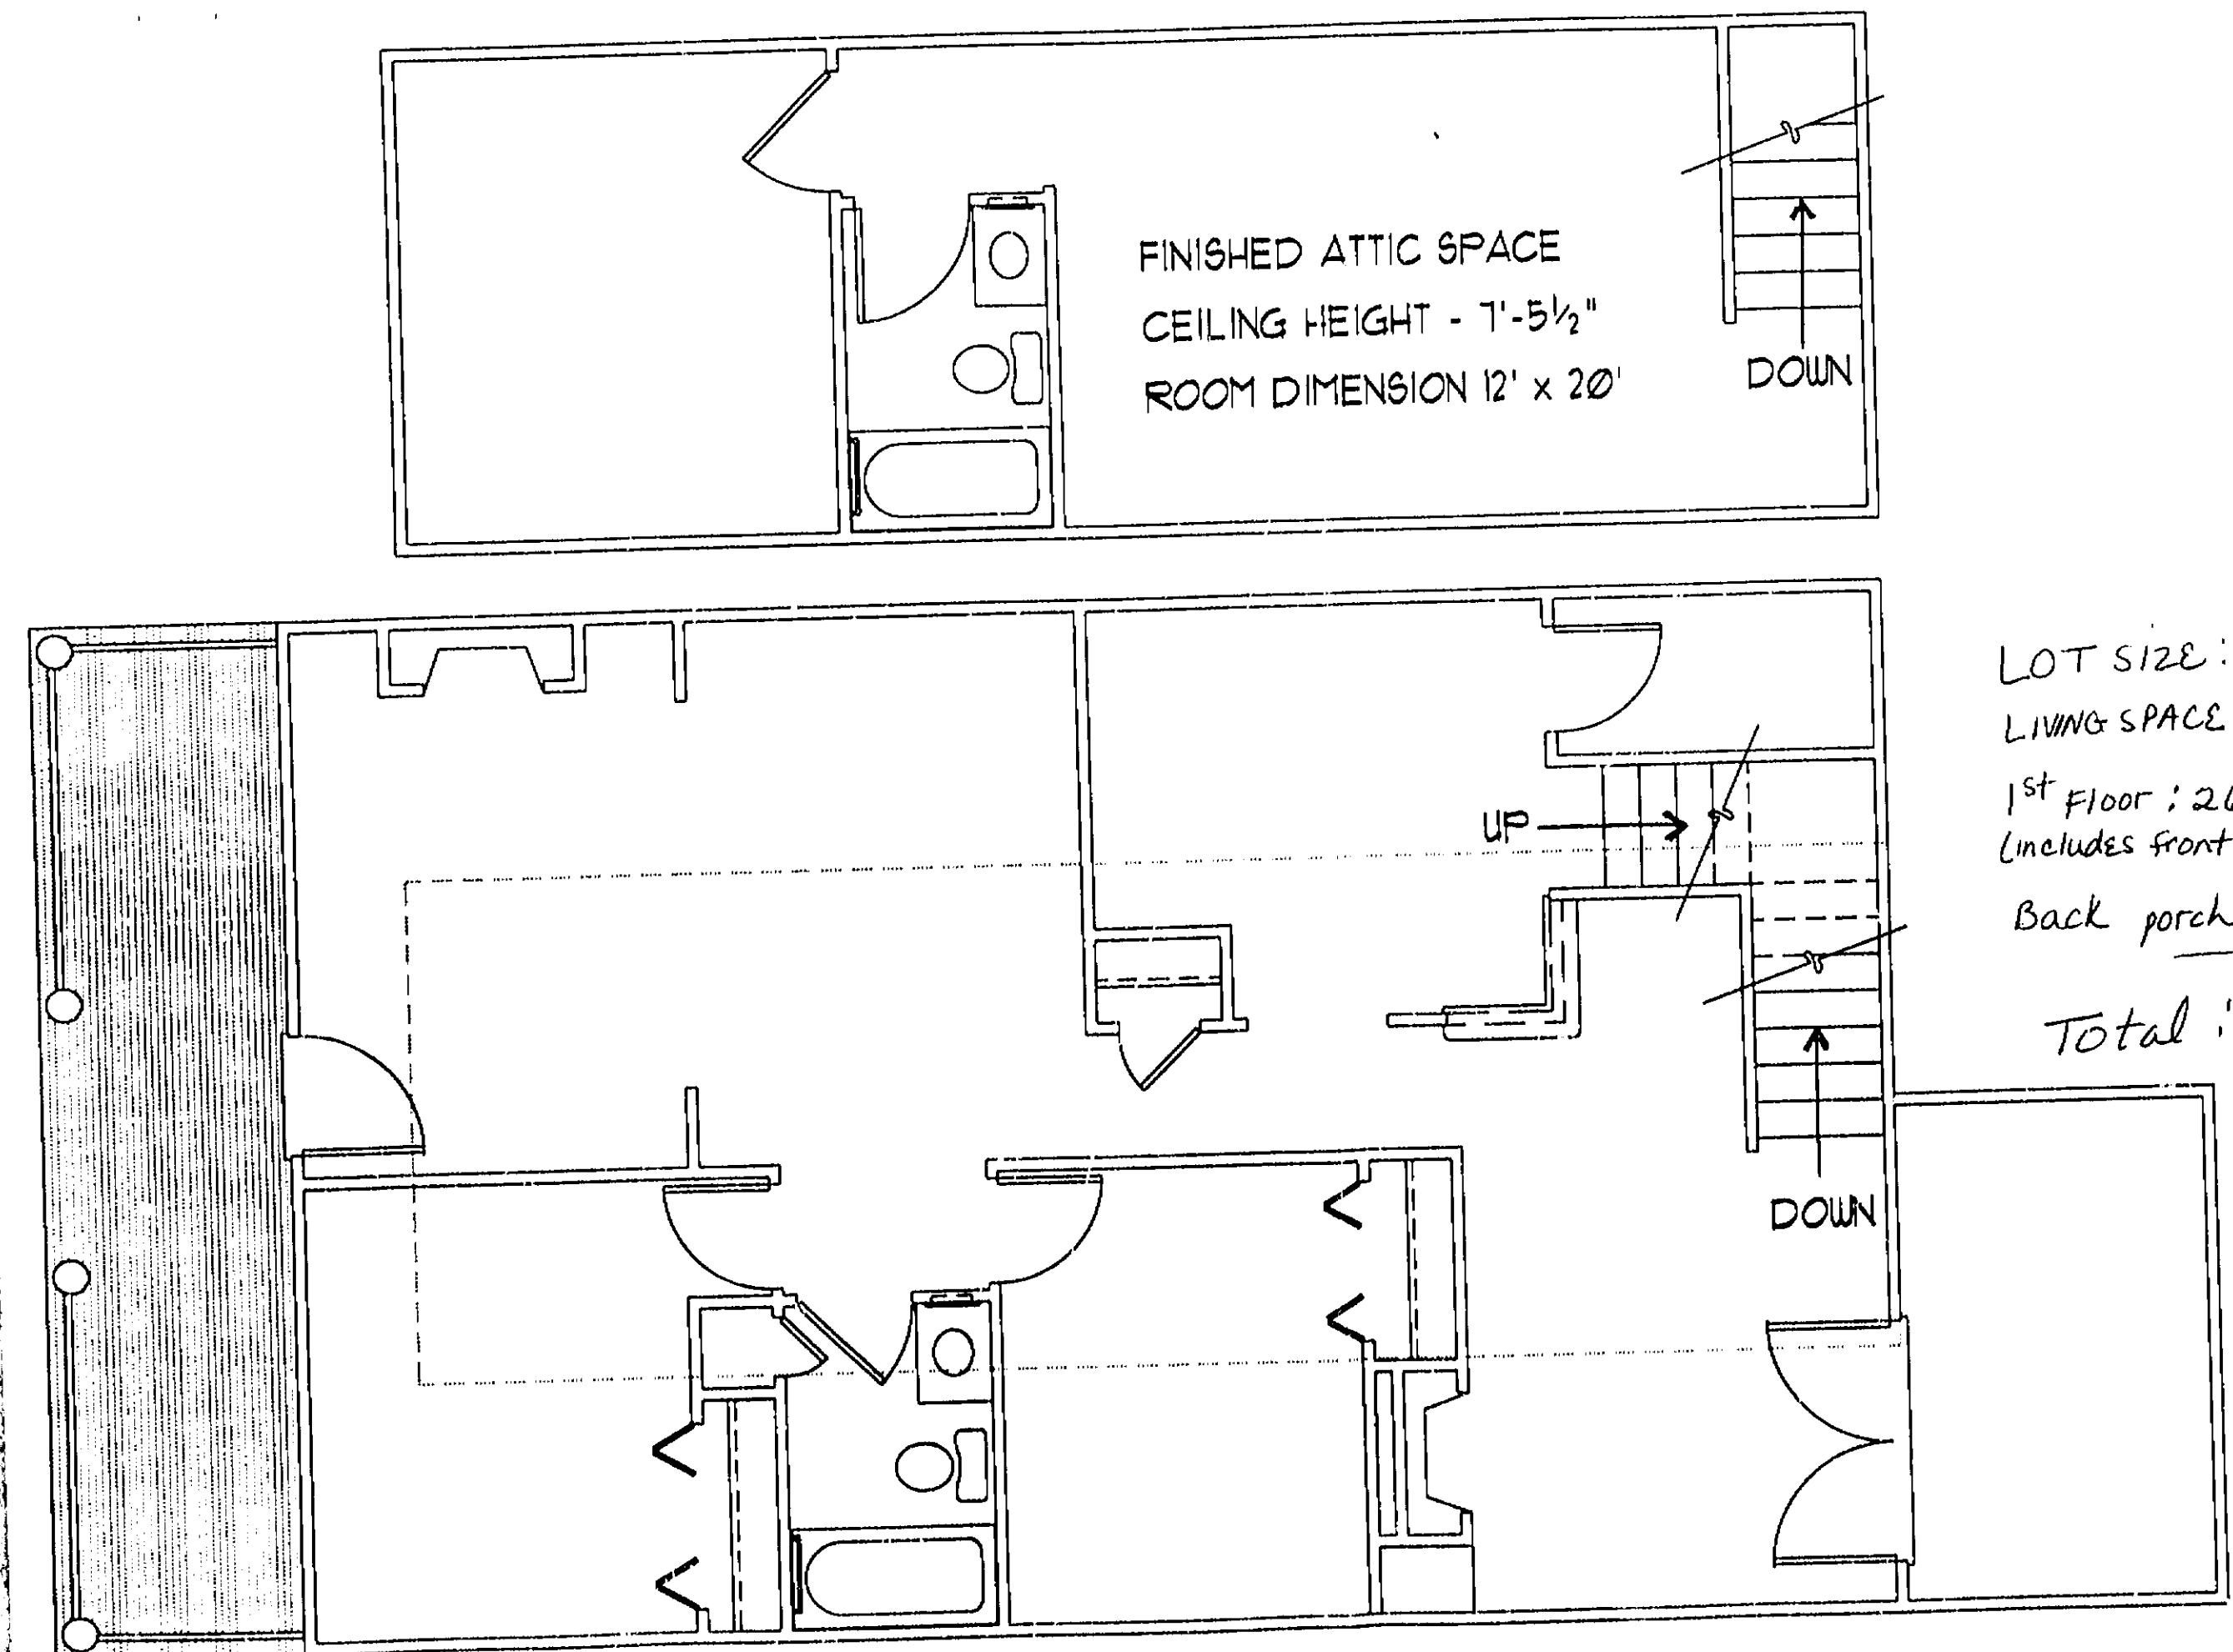 FINISHED ATTIC SPACE
CEILING HEIGHT - 7'-5½"
ROOM DIMENSION 12' x 20'
DOWN
LOT SIZE:
LIVING SPACE
UP
1st Floor: 26
(includes front
Back porch
Total:
DOWN